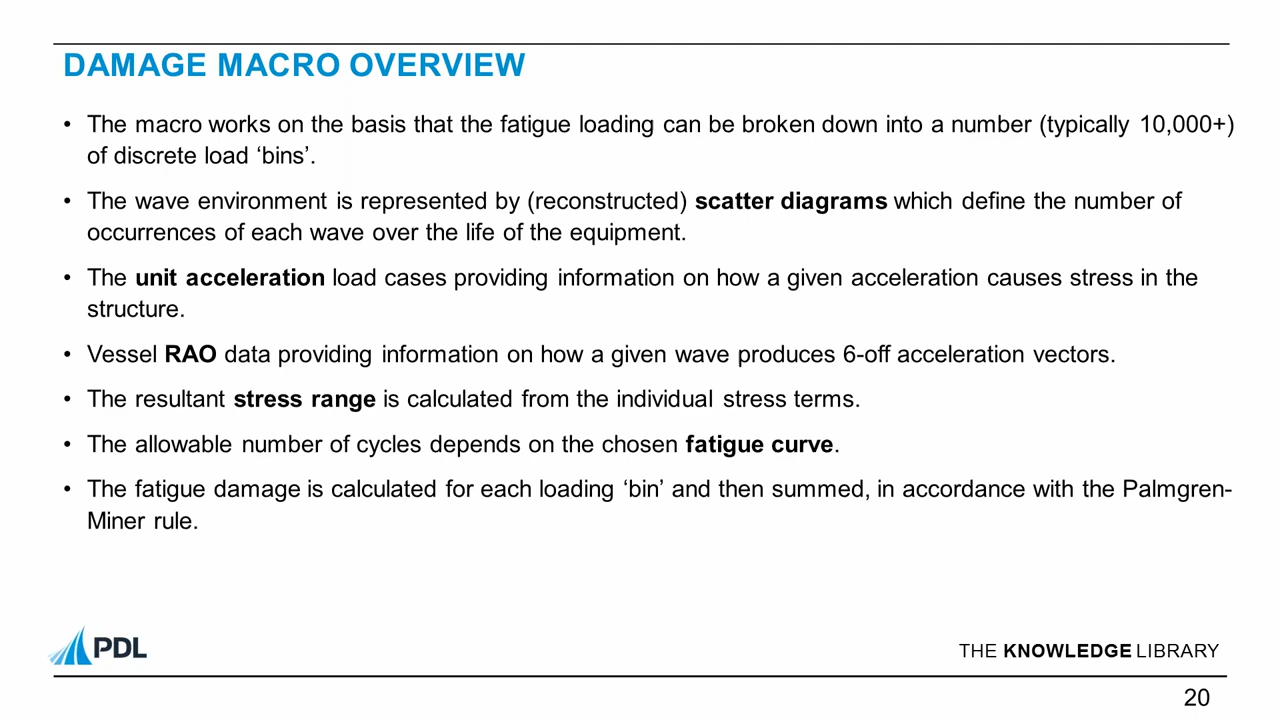 DAMAGE MACRO OVERVIEW
• The macro works on the basis that the fatigue loading can be broken down into a number (typically 10,000+)
of discrete load ‘bins’.
• The wave environment is represented by (reconstructed) scatter diagrams which define the number of
occurrences of each wave over the life of the equipment.
• The unit acceleration load cases providing information on how a given acceleration causes stress in the
structure.
• Vessel RAO data providing information on how a given wave produces 6-off acceleration vectors.
• The resultant stress range is calculated from the individual stress terms.
• The allowable number of cycles depends on the chosen fatigue curve.
• The fatigue damage is calculated for each loading ‘bin’ and then summed, in accordance with the Palmgren-
Miner rule.
PDL
THE KNOWLEDGE LIBRARY
20